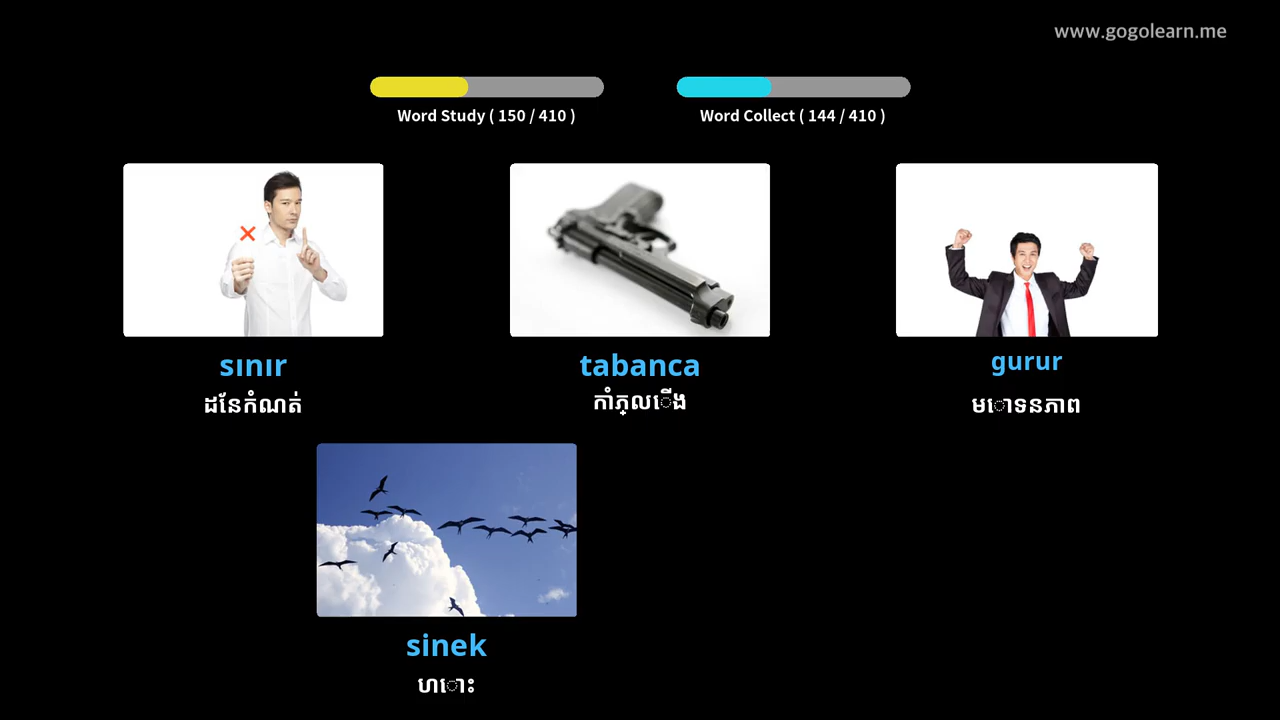 www.gogolearn.me
Word Study ( 150 / 410 )
Word Collect ( 144 / 410 )
sınır
tabanca
gurur
ដែនកំណត់
កាំភ្លើង
មោទនភាព
sinek
ហោះ